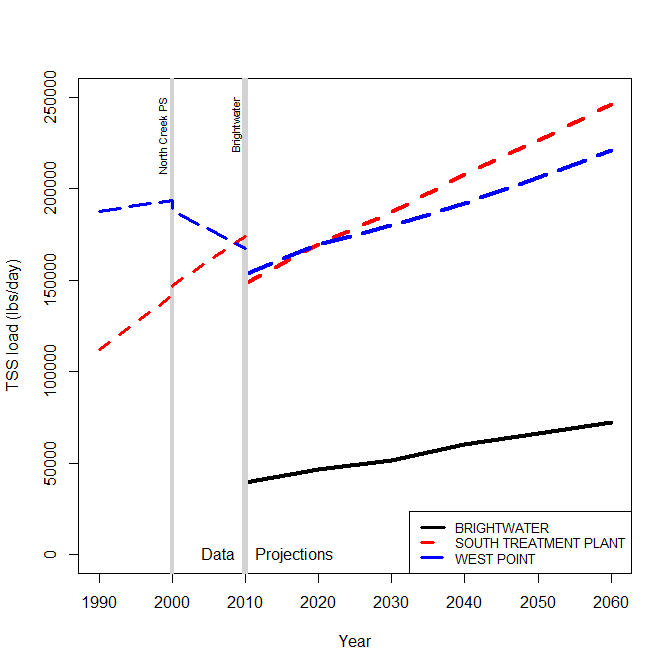 250000
200000
150000
100000
50000
0
TSS load (lbs/day)
North Creek PS
Brightwater
Data
Projections
BRIGHTWATER
SOUTH TREATMENT PLANT
WEST POINT
1990 2000 2010 2020 2030 2040 2050 2060
Year